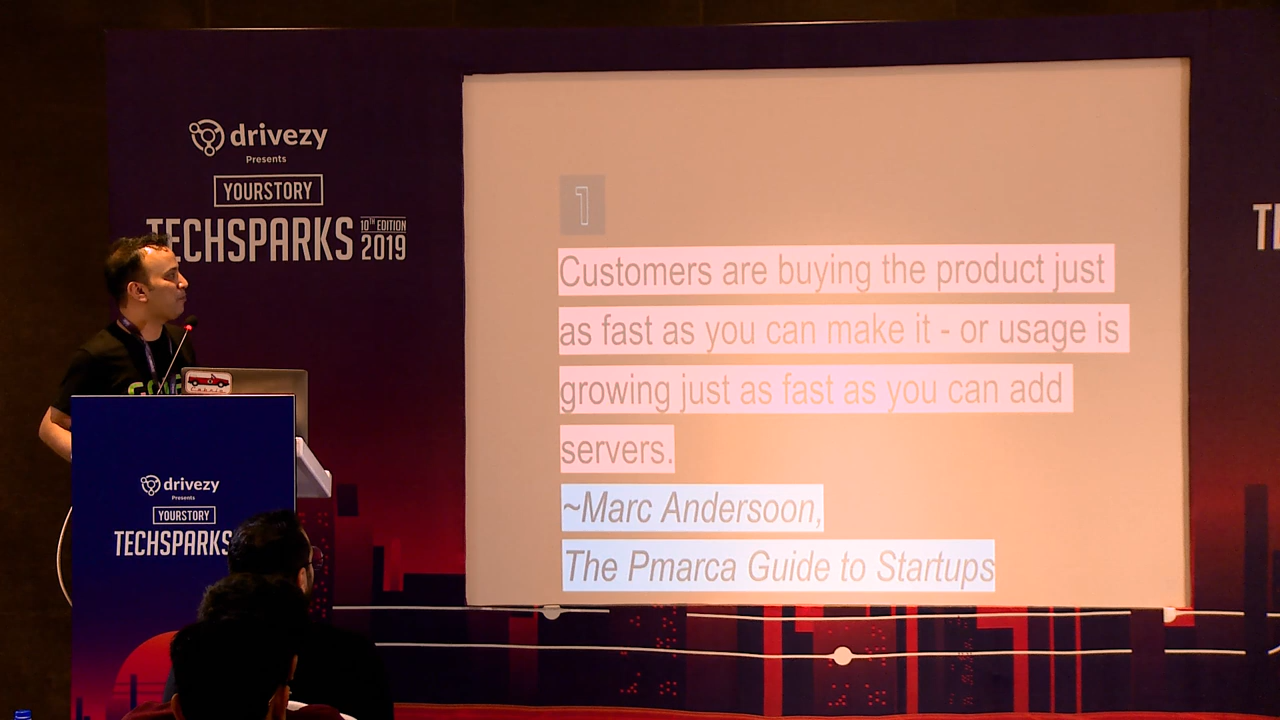 drivezy
Presents
YOURSTORY
TECHSPARKS
10TH EDITION
2019
1
Customers are buying the product just
as fast as you can make it - or usage is
growing just as fast as you can add
servers.
~Marc Andersoon,
The Pmarca Guide to Startups
drivezy
Presents
YOURSTORY
TECHSPARKS